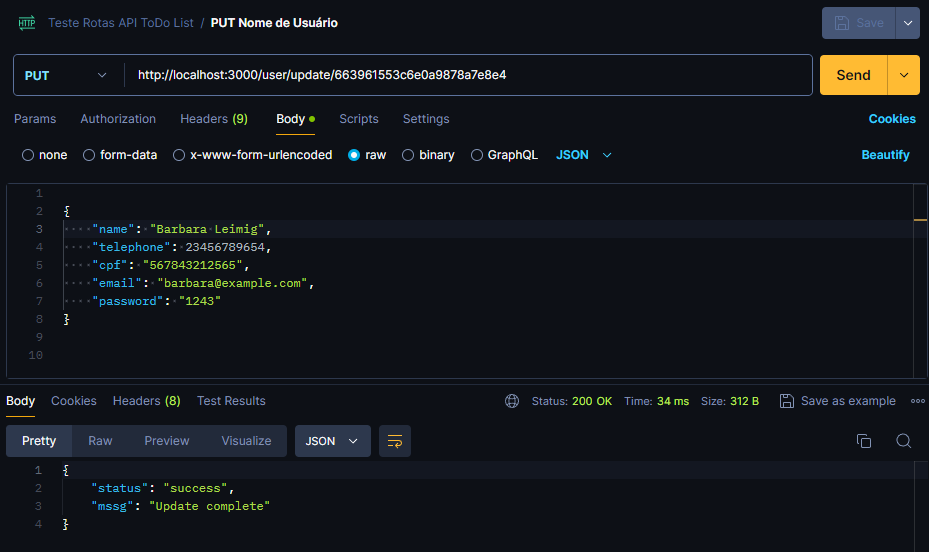 HTTP Teste Rotas API ToDo List / PUT Nome de Usuário Save
PUT http://localhost:3000/user/update/663961553c6e0a9878a7e8e4 Send
Params Authorization Headers (9) Body Scripts Settings Cookies
none form-data x-www-form-urlencoded raw binary GraphQL JSON Beautify
1
2 {
3 "name": "Barbara Leimig",
4 "telephone": 23456789654,
5 "cpf": "567843212565",
6 "email": "barbara@example.com",
7 "password": "1243"
8 }
9
10
Body Cookies Headers (8) Test Results Status: 200 OK Time: 34 ms Size: 312 B Save as example
Pretty Raw Preview Visualize JSON
1 {
2 "status": "success",
3 "mssg": "Update complete"
4 }